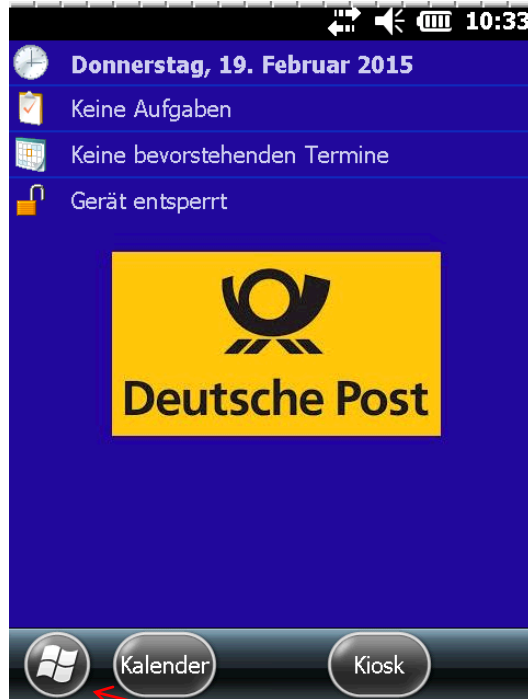 10:33
Donnerstag, 19. Februar 2015
Keine Aufgaben
Keine bevorstehenden Termine
Gerät entsperrt
Deutsche Post
Kalender
Kiosk